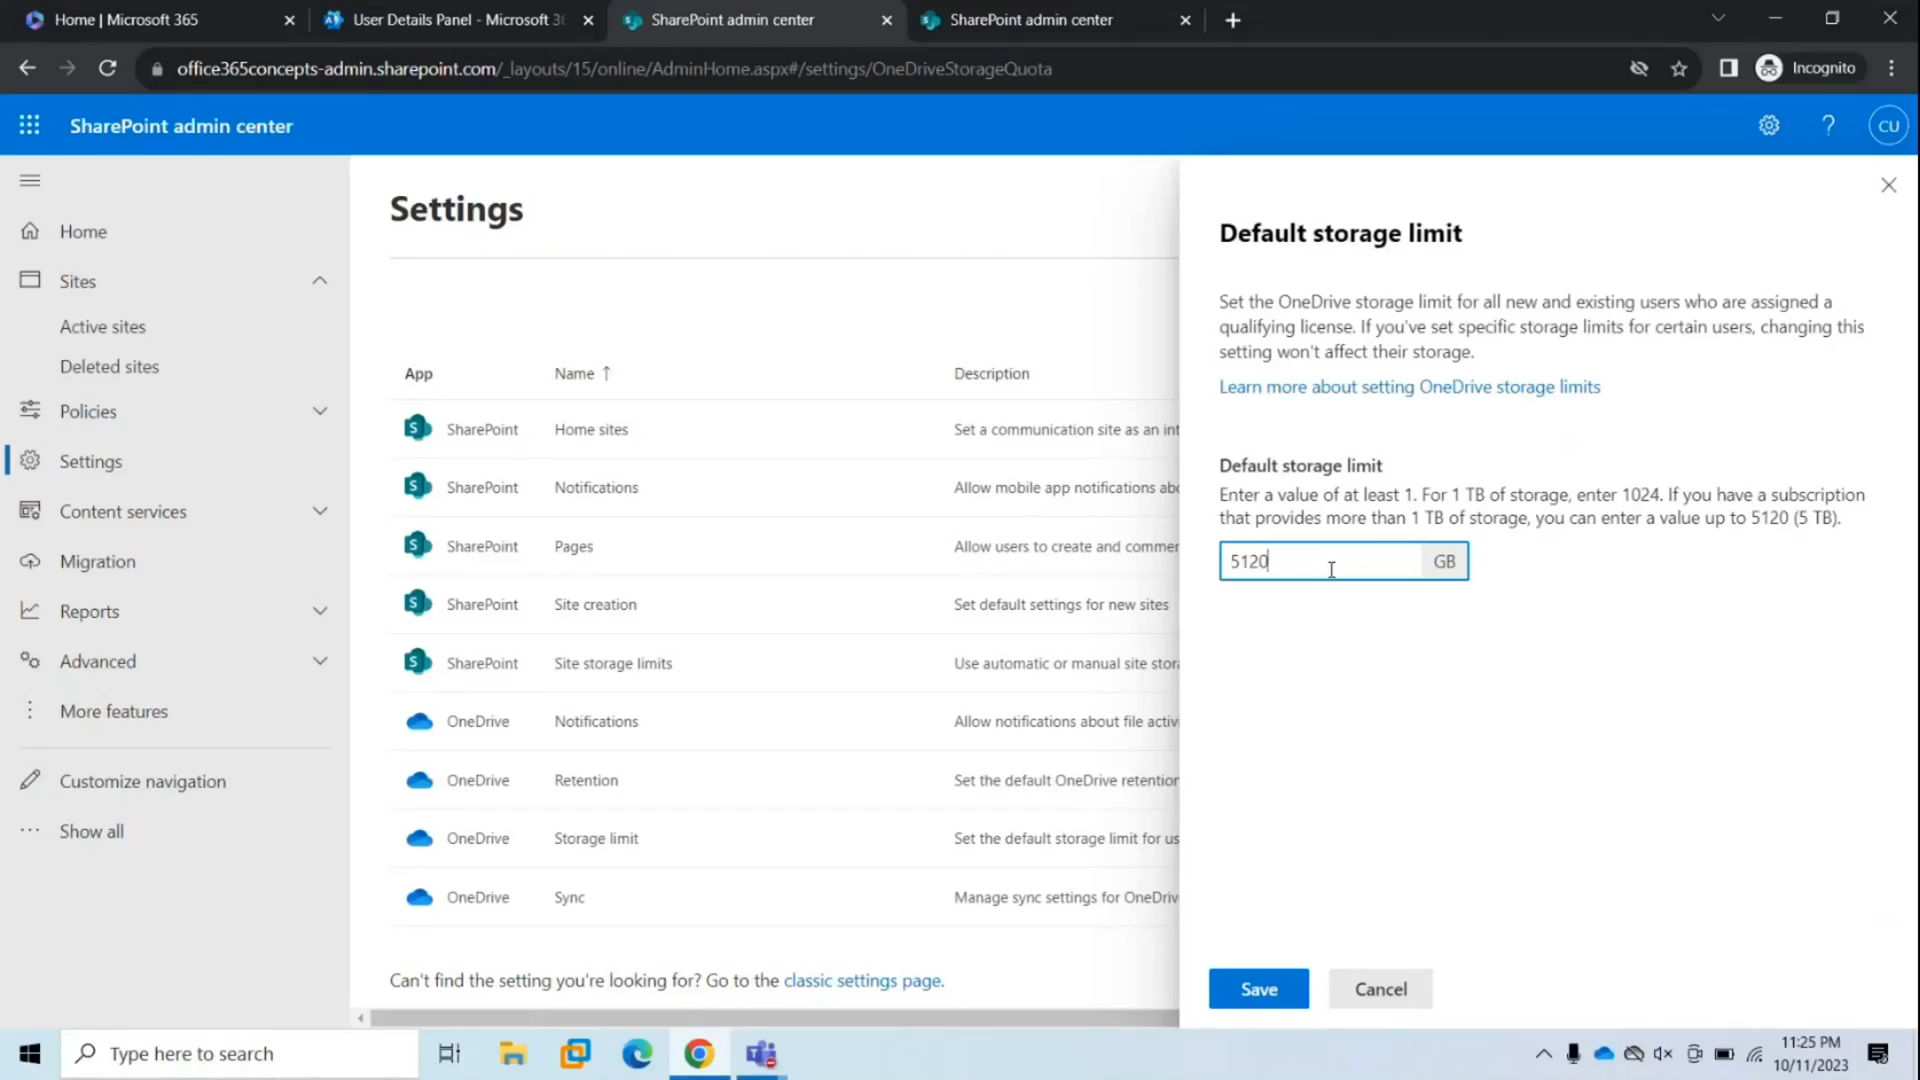 Home | Microsoft 365
User Details Panel - Microsoft 36
SharePoint admin center
SharePoint admin center
office365concepts-admin.sharepoint.com/_layouts/15/online/AdminHome.aspx#/settings/OneDriveStorageQuota
Incognito
SharePoint admin center
CU
Home
Sites
Active sites
Deleted sites
Policies
Settings
Content services
Migration
Reports
Advanced
More features
Customize navigation
Show all
Settings
App Name ↑ Description
SharePoint Home sites Set a communication site as an int
SharePoint Notifications Allow mobile app notifications abo
SharePoint Pages Allow users to create and commen
SharePoint Site creation Set default settings for new sites
SharePoint Site storage limits Use automatic or manual site stora
OneDrive Notifications Allow notifications about file activi
OneDrive Retention Set the default OneDrive retention
OneDrive Storage limit Set the default storage limit for us
OneDrive Sync Manage sync settings for OneDriv
Can't find the setting you're looking for? Go to the classic settings page.
Default storage limit
Set the OneDrive storage limit for all new and existing users who are assigned a
qualifying license. If you've set specific storage limits for certain users, changing this
setting won't affect their storage.
Learn more about setting OneDrive storage limits
Default storage limit
Enter a value of at least 1. For 1 TB of storage, enter 1024. If you have a subscription
that provides more than 1 TB of storage, you can enter a value up to 5120 (5 TB).
5120 GB
Save Cancel
Type here to search
11:25 PM
10/11/2023